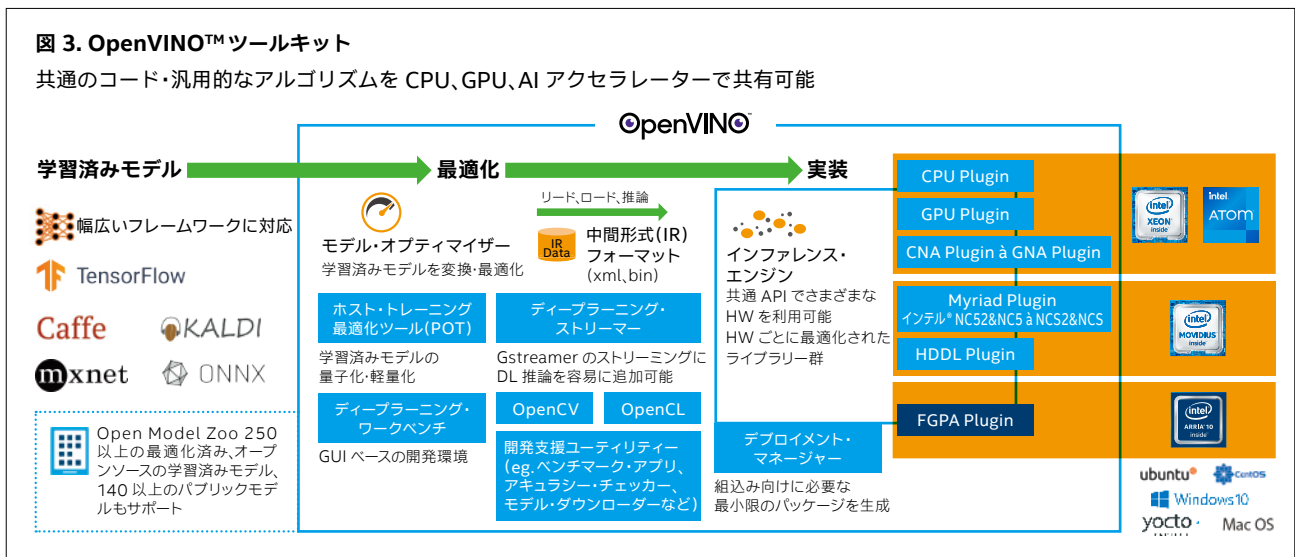 図 3. OpenVINO™ツールキット
共通のコード・汎用的なアルゴリズムを CPU、GPU、AI アクセラレーターで共有可能
OpenVINO™
学習済みモデル
最適化
実装
幅広いフレームワークに対応
TensorFlow
Caffe
KALDI
mxnet
ONNX
Open Model Zoo 250
以上の最適化済み、オープ
ンソースの学習済みモデル、
140 以上のパブリックモデ
ルもサポート
モデル・オプティマイザー
学習済みモデルを変換・最適化
リード、ロード、推論
IR
Data
中間形式(IR)
フォーマット
(xml、bin)
ホスト・トレーニング
最適化ツール(POT)
学習済みモデルの
量子化・軽量化
ディープラーニング・
ワークベンチ
GUI ベースの開発環境
ディープラーニング・
ストリーマー
Gstreamer のストリーミングに
DL 推論を容易に追加可能
OpenCV
OpenCL
開発支援ユーティリティー
(eg.ベンチマーク・アプリ、
アキュラシー・チェッカー、
モデル・ダウンローダーなど)
インファレンス・
エンジン
共通 API でさまざまな
HW を利用可能
HW ごとに最適化された
ライブラリー群
デプロイメント・
マネージャー
組込み向けに必要な
最小限のパッケージを生成
CPU Plugin
GPU Plugin
CNA Plugin à GNA Plugin
Myriad Plugin
インテル® NC52&NC5 à NCS2&NCS
HDDL Plugin
FGPA Plugin
intel
XEON
inside
intel
ATOM
intel
MOVIDIUS
inside
intel
ARRIA 10
inside
ubuntu
CentOS
Windows10
yocto
Mac OS